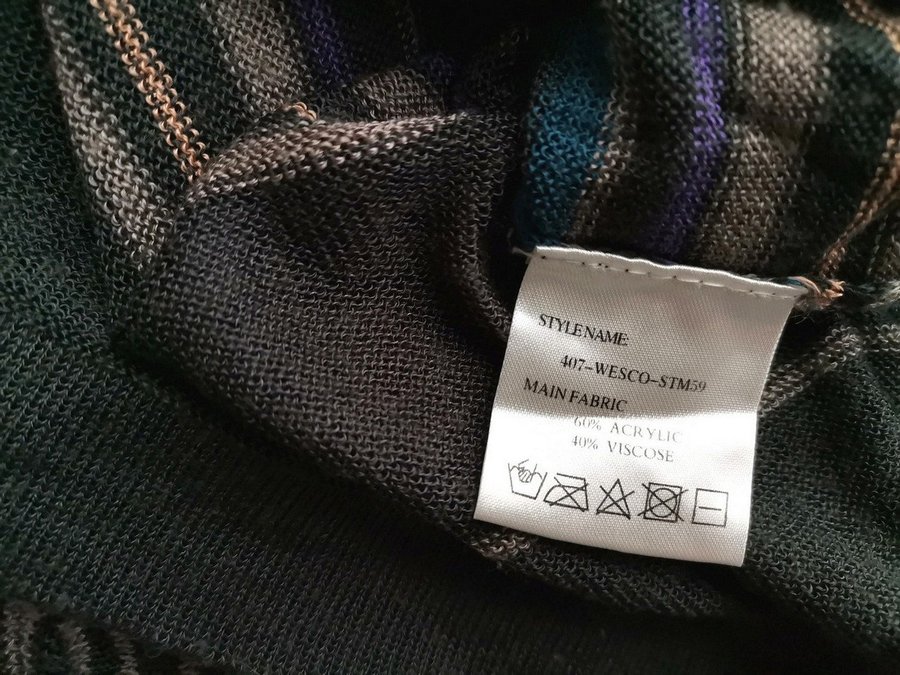 STYLE NAME:
407-WESCO-STM59
MAIN FABRIC
60% ACRYLIC
40% VISCOSE